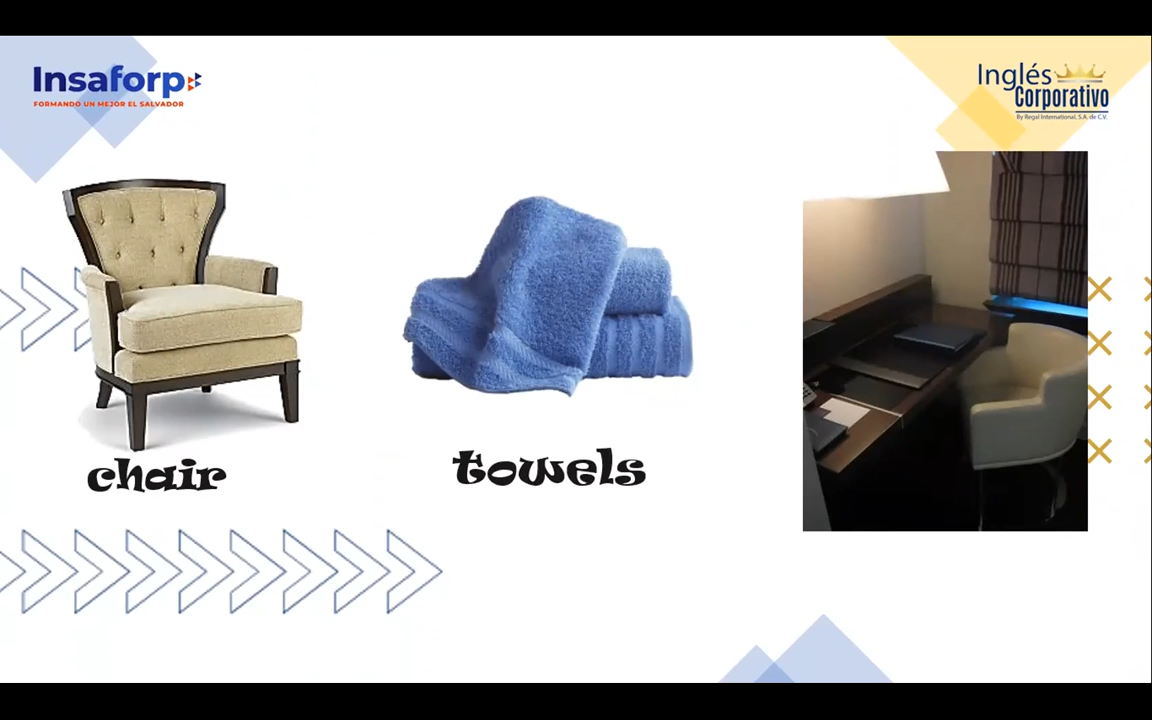 Insaforp
FORMANDO UN MEJOR EL SALVADOR
Inglés
Corporativo
By Regal International, S.A. de C.V.
chair
towels